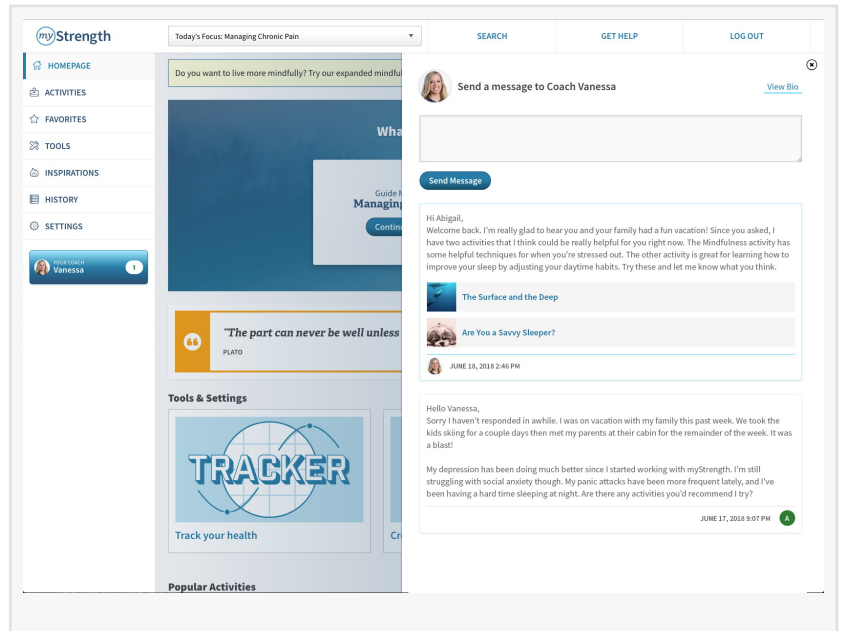 myStrength
Today's Focus: Managing Chronic Pain
SEARCH
GET HELP
LOG OUT
HOMEPAGE
ACTIVITIES
FAVORITES
TOOLS
INSPIRATIONS
HISTORY
SETTINGS
YOUR COACH
Vanessa
1
Do you want to live more mindfully? Try our expanded mindful
Wha
Guide M
Managing
Contin
"The part can never be well unless
PLATO
Tools & Settings
TRACKER
Track your health
Cr
Popular Activities
Send a message to Coach Vanessa
View Bio
Send Message
Hi Abigail,
Welcome back. I'm really glad to hear you and your family had a fun vacation! Since you asked, I
have two activities that I think could be really helpful for you right now. The Mindfulness activity has
some helpful techniques for when you're stressed out. The other activity is great for learning how to
improve your sleep by adjusting your daytime habits. Try these and let me know what you think.
The Surface and the Deep
Are You a Savvy Sleeper?
JUNE 18, 2018 2:46 PM
Hello Vanessa,
Sorry I haven't responded in awhile. I was on vacation with my family this past week. We took the
kids skiing for a couple days then met my parents at their cabin for the remainder of the week. It was
a blast!
My depression has been doing much better since I started working with myStrength. I'm still
struggling with social anxiety though. My panic attacks have been more frequent lately, and I've
been having a hard time sleeping at night. Are there any activities you'd recommend I try?
JUNE 17, 2018 9:07 PM
A